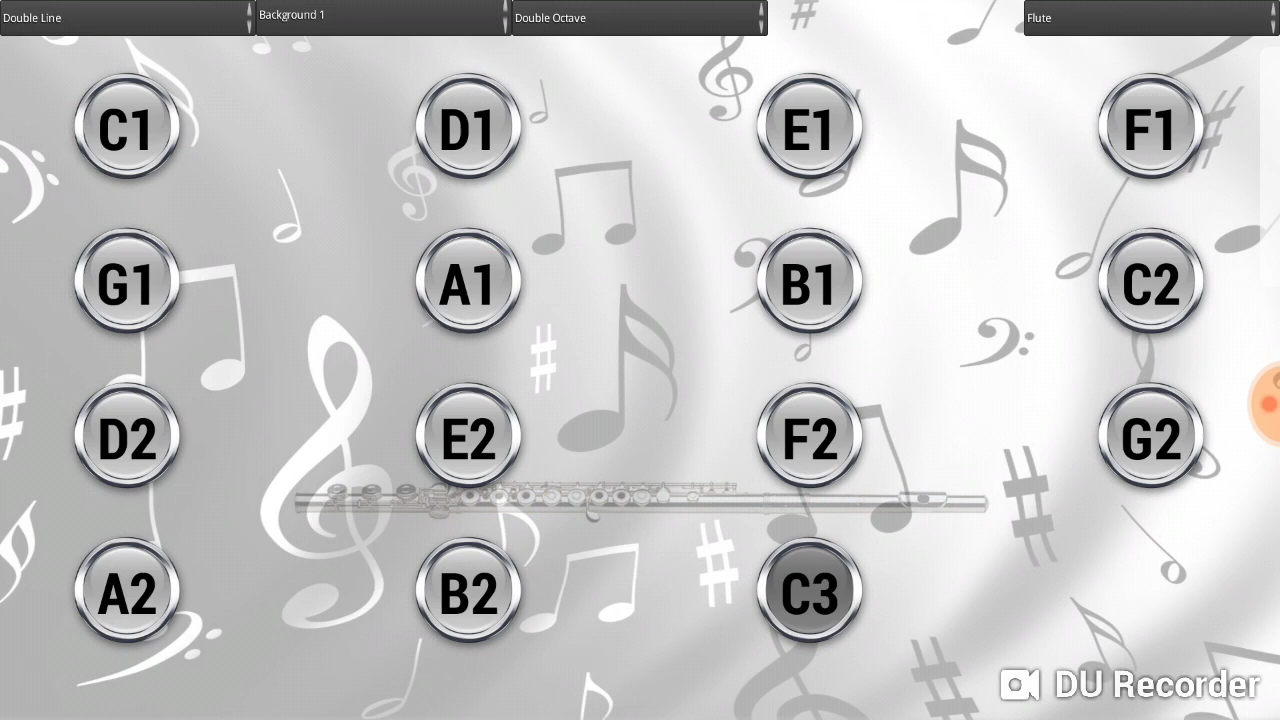 Double Line
Background 1
Double Octave
Flute
C1 D1 E1 F1
G1 A1 B1 C2
D2 E2 F2 G2
A2 B2 C3
DU Recorder